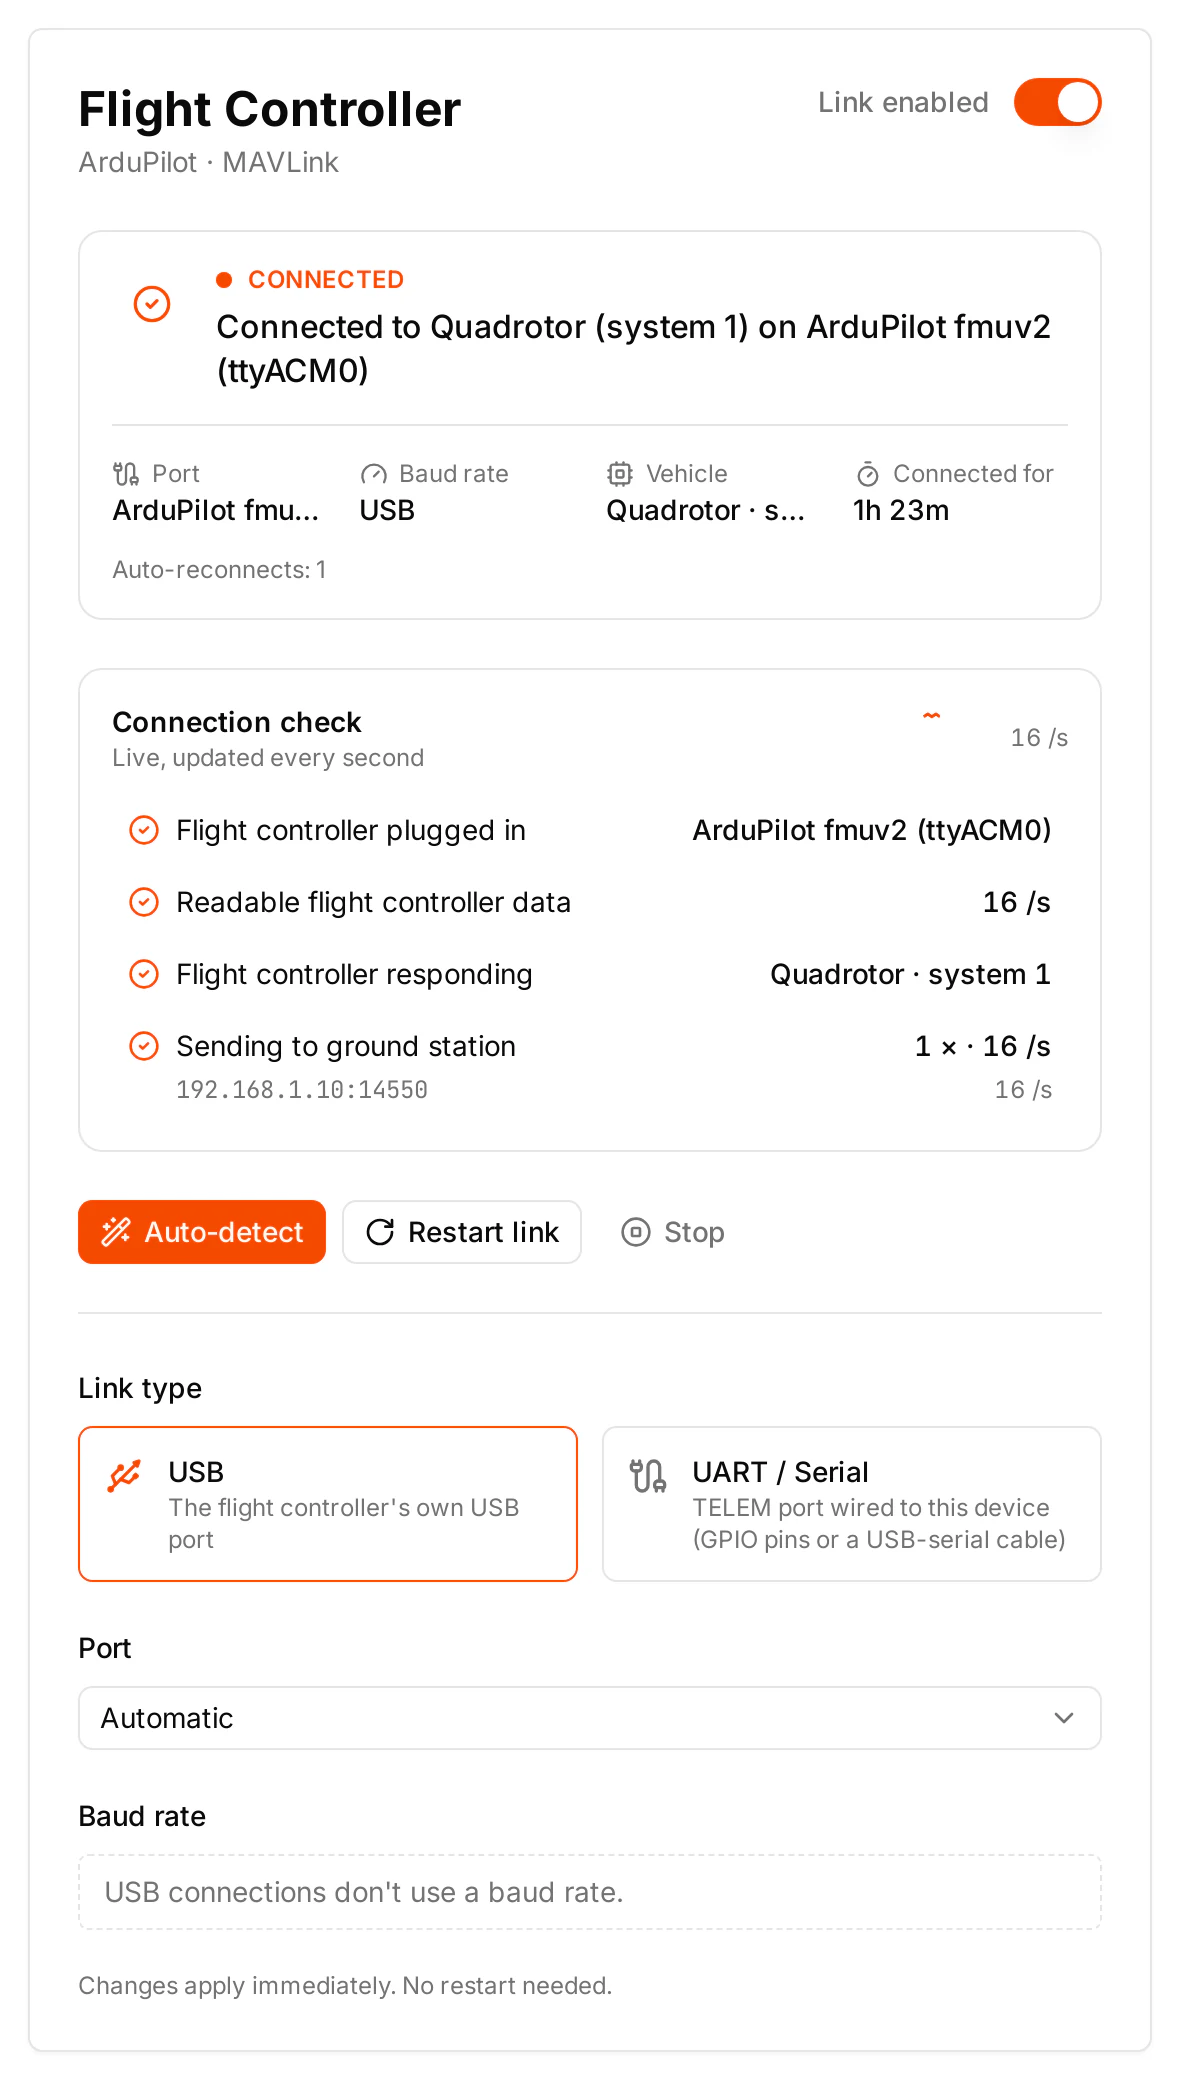 Flight Controller
Link enabled
ArduPilot · MAVLink
CONNECTED
Connected to Quadrotor (system 1) on ArduPilot fmuv2
(ttyACM0)
Port
Baud rate
Vehicle
Connected for
ArduPilot fmu...
USB
Quadrotor · s...
1h 23m
Auto-reconnects: 1
Connection check
Live, updated every second
16 /s
Flight controller plugged in
ArduPilot fmuv2 (ttyACM0)
Readable flight controller data
16 /s
Flight controller responding
Quadrotor · system 1
Sending to ground station
1 × · 16 /s
192.168.1.10:14550
16 /s
Auto-detect
Restart link
Stop
Link type
USB
The flight controller's own USB
port
UART / Serial
TELEM port wired to this device
(GPIO pins or a USB-serial cable)
Port
Automatic
Baud rate
USB connections don't use a baud rate.
Changes apply immediately. No restart needed.